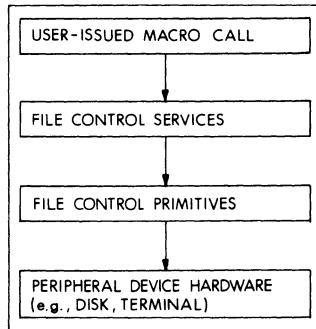 USER-ISSUED MACRO CALL
FILE CONTROL SERVICES
FILE CONTROL PRIMITIVES
PERIPHERAL DEVICE HARDWARE
(e.g., DISK, TERMINAL)